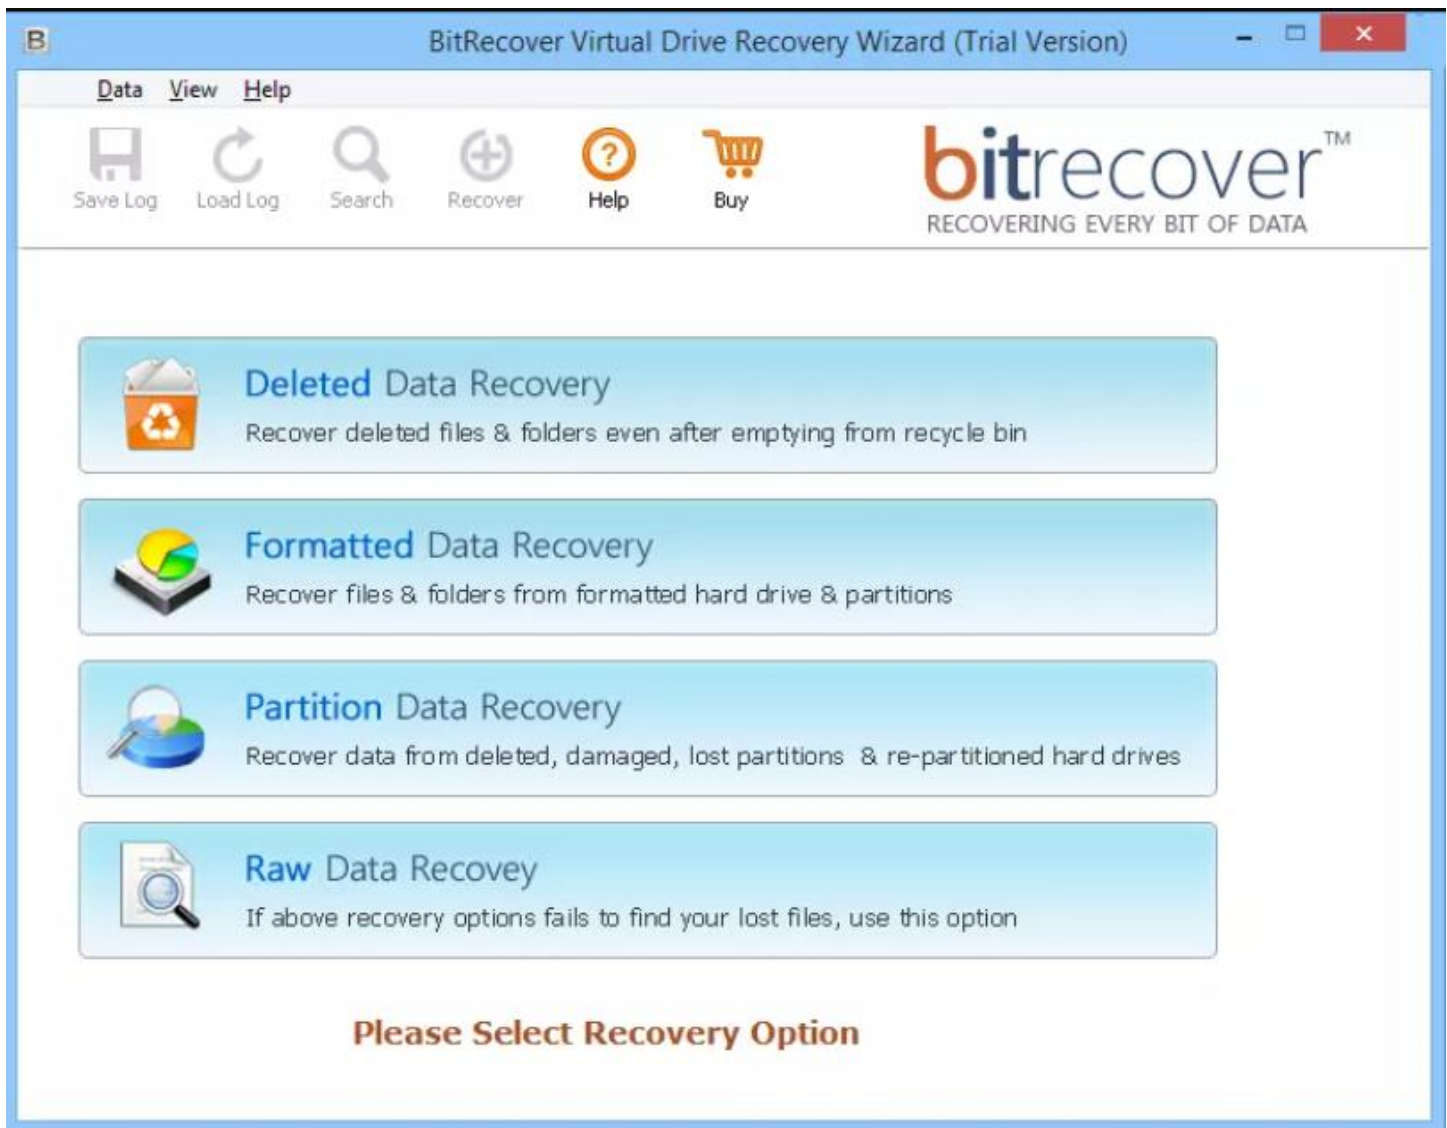 B
BitRecover Virtual Drive Recovery Wizard (Trial Version)
Data View Help
Save Log Load Log Search Recover Help Buy
bitrecover™
RECOVERING EVERY BIT OF DATA
Deleted Data Recovery
Recover deleted files & folders even after emptying from recycle bin
Formatted Data Recovery
Recover files & folders from formatted hard drive & partitions
Partition Data Recovery
Recover data from deleted, damaged, lost partitions & re-partitioned hard drives
Raw Data Recovey
If above recovery options fails to find your lost files, use this option
Please Select Recovery Option